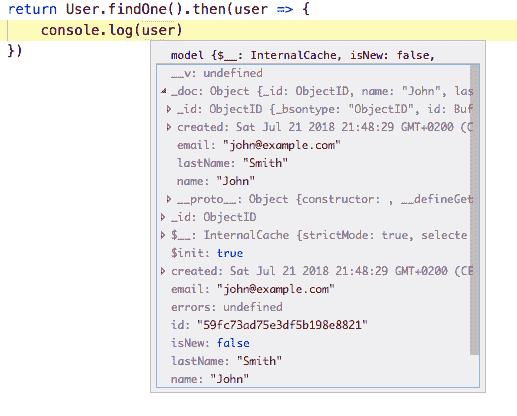 return User.findOne().then(user => {
console.log(user)
})
model {$__: InternalCache, isNew: false,
__v: undefined
_doc: Object {_id: ObjectID, name: "John", las
_id: ObjectID {_bsontype: "ObjectID", id: Buf
created: Sat Jul 21 2018 21:48:29 GMT+0200 (C
email: "john@example.com"
lastName: "Smith"
name: "John"
__proto__: Object {constructor: , __defineGet
_id: ObjectID
$__: InternalCache {strictMode: true, selecte
$init: true
created: Sat Jul 21 2018 21:48:29 GMT+0200 (CE
email: "john@example.com"
errors: undefined
id: "59fc73ad75e3df5b198e8821"
isNew: false
lastName: "Smith"
name: "John"